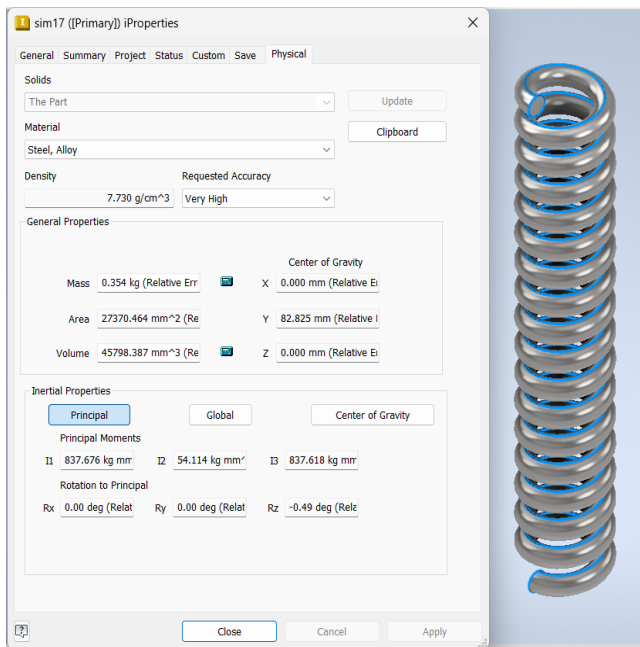 sim17 ([Primary]) iProperties
General Summary Project Status Custom Save Physical
Solids
The Part Update
Material Clipboard
Steel, Alloy
Density Requested Accuracy
7.730 g/cm^3 Very High
General Properties
Center of Gravity
Mass 0.354 kg (Relative Err X 0.000 mm (Relative E
Area 27370.464 mm^2 (Re Y 82.825 mm (Relative
Volume 45798.387 mm^3 (Re Z 0.000 mm (Relative E
Inertial Properties
Principal Global Center of Gravity
Principal Moments
I1 837.676 kg mm I2 54.114 kg mm^ I3 837.618 kg mm
Rotation to Principal
Rx 0.00 deg (Relat Ry 0.00 deg (Relat Rz -0.49 deg (Rela
Close Cancel Apply